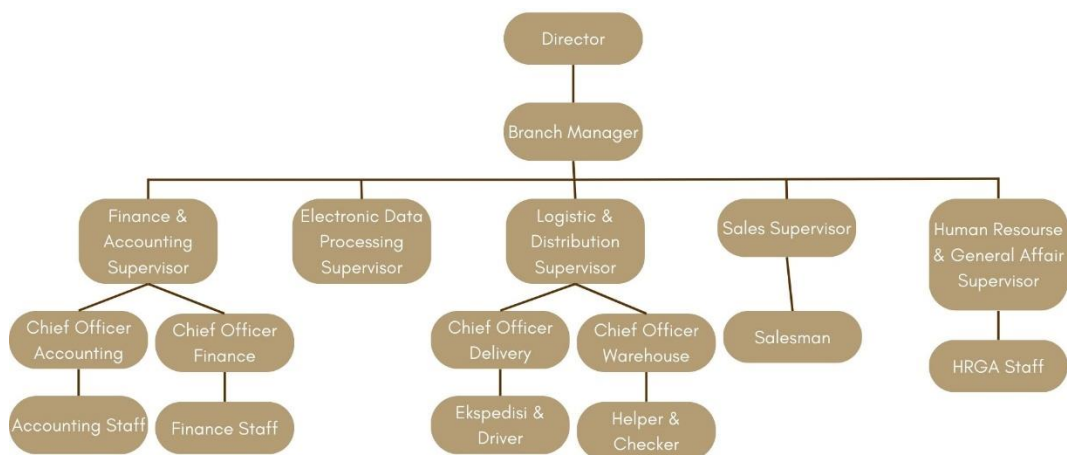 Director
Branch Manager
Finance &
Accounting
Supervisor
Electronic Data
Processing
Supervisor
Logistic &
Distribution
Supervisor
Sales Supervisor
Human Resourse
& General Affair
Supervisor
Chief Officer
Accounting
Chief Officer
Finance
Chief Officer
Delivery
Chief Officer
Warehouse
Salesman
HRGA Staff
Accounting Staff
Finance Staff
Ekspedisi &
Driver
Helper &
Checker